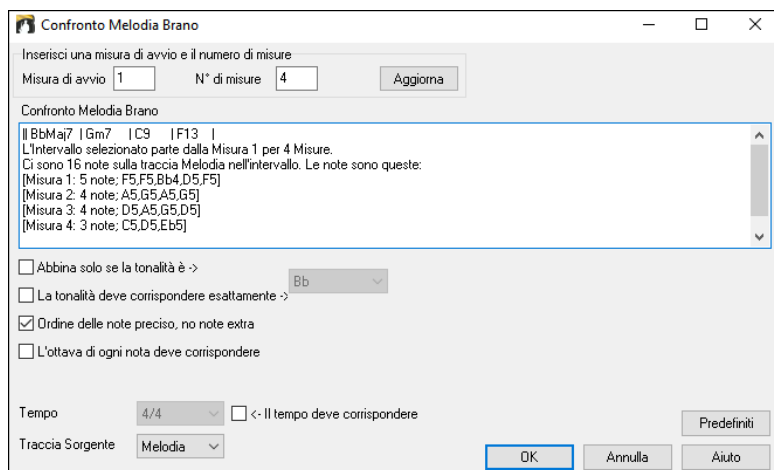 Confronto Melodia Brano
Inserisci una misura di avvio e il numero di misure
Misura di avvio 1 N° di misure 4 Aggiorna
Confronto Melodia Brano
|| BbMaj7 | Gm7 | C9 | F13 |
L'Intervallo selezionato parte dalla Misura 1 per 4 Misure.
Ci sono 16 note sulla traccia Melodia nell'intervallo. Le note sono queste:
[Misura 1: 5 note; F5,F5,Bb4,D5,F5]
[Misura 2: 4 note; A5,G5,A5,G5]
[Misura 3: 4 note; D5,A5,G5,D5]
[Misura 4: 3 note; C5,D5,Eb5]
Abbina solo se la tonalità è ->
Bb
La tonalità deve corrispondere esattamente ->
Ordine delle note preciso, no note extra
L'ottava di ogni nota deve corrispondere
Tempo 4/4 <- Il tempo deve corrispondere
Predefiniti
Traccia Sorgente Melodia
OK Annulla Aiuto